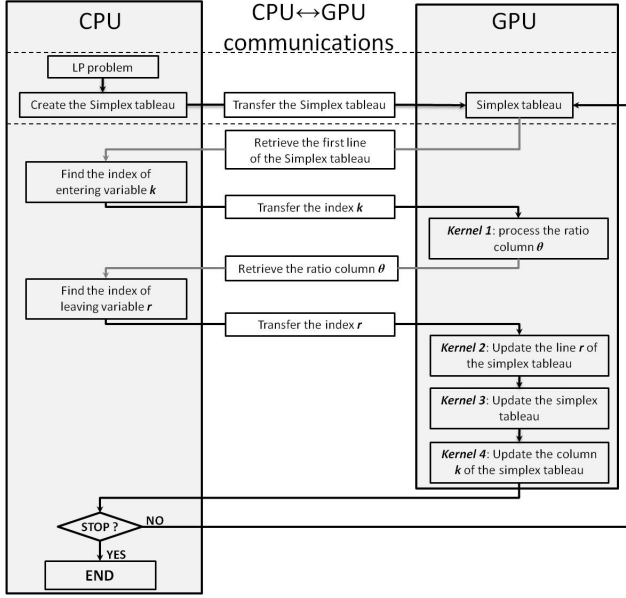 CPU
CPU↔GPU
communications
GPU
LP problem
Create the Simplex tableau
Transfer the Simplex tableau
Simplex tableau
Retrieve the first line
of the Simplex tableau
Find the index of
entering variable k
Transfer the index k
Kernel 1: process the ratio
column θ
Retrieve the ratio column θ
Find the index of
leaving variable r
Transfer the index r
Kernel 2: Update the line r of
the simplex tableau
Kernel 3: Update the simplex
tableau
Kernel 4: Update the column
k of the simplex tableau
STOP ?
NO
YES
END